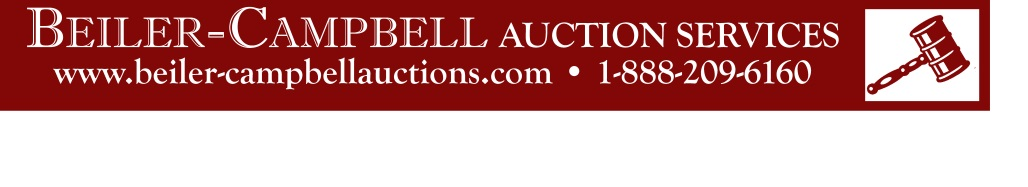 BEILER-CAMPBELL AUCTION SERVICES
www.beiler-campbellauctions.com • 1-888-209-6160